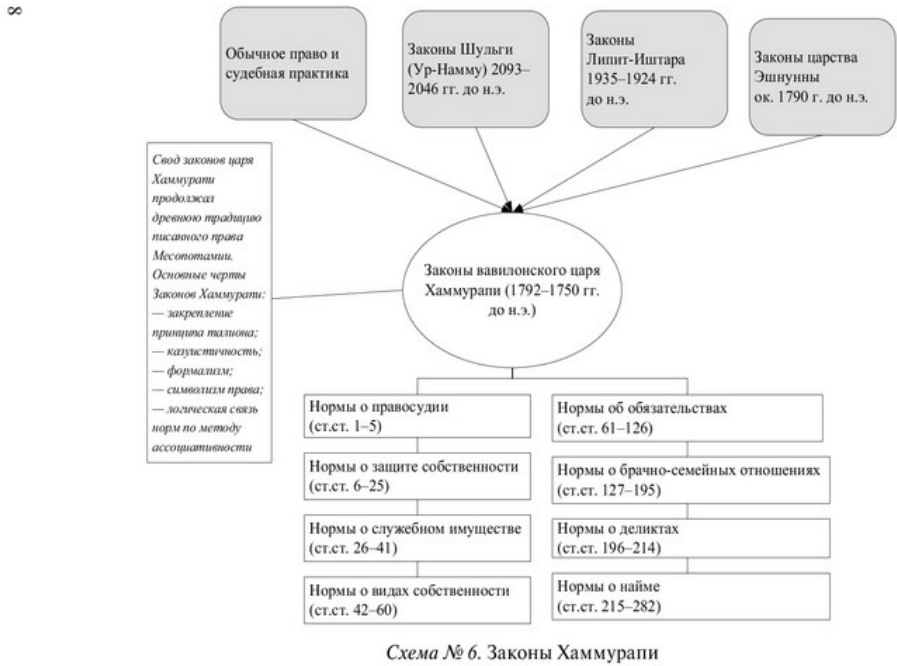 8
Обычное право и
судебная практика
Законы Шульги
(Ур-Намму) 2093–
2046 гг. до н.э.
Законы
Липит-Иштара
1935–1924 гг.
до н.э.
Законы царства
Эшнунны
ок. 1790 г. до н.э.
Свод законов царя
Хаммурапи
продолжал
древнюю традицию
писанного права
Месопотамии.
Основные черты
Законов Хаммурапи:
— закрепление
принципа талиона;
— казуистичность;
— формализм;
— символизм права;
— логическая связь
норм по методу
ассоциативности
Законы вавилонского царя
Хаммурапи (1792–1750 гг.
до н.э.)
Нормы о правосудии
(ст.ст. 1–5)
Нормы о защите собственности
(ст.ст. 6–25)
Нормы о служебном имуществе
(ст.ст. 26–41)
Нормы о видах собственности
(ст.ст. 42–60)
Нормы об обязательствах
(ст.ст. 61–126)
Нормы о брачно-семейных отношениях
(ст.ст. 127–195)
Нормы о деликтах
(ст.ст. 196–214)
Нормы о найме
(ст.ст. 215–282)
Схема № 6. Законы Хаммурапи